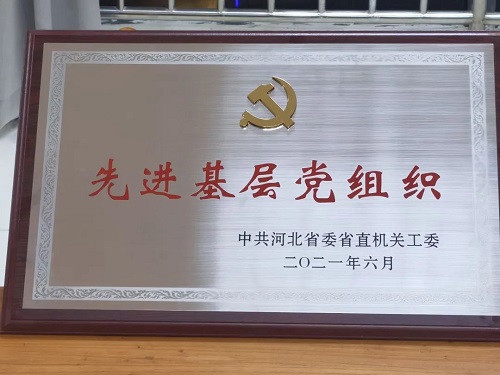 先进基层党组织
中共河北省委省直机关工委
二〇二一年六月